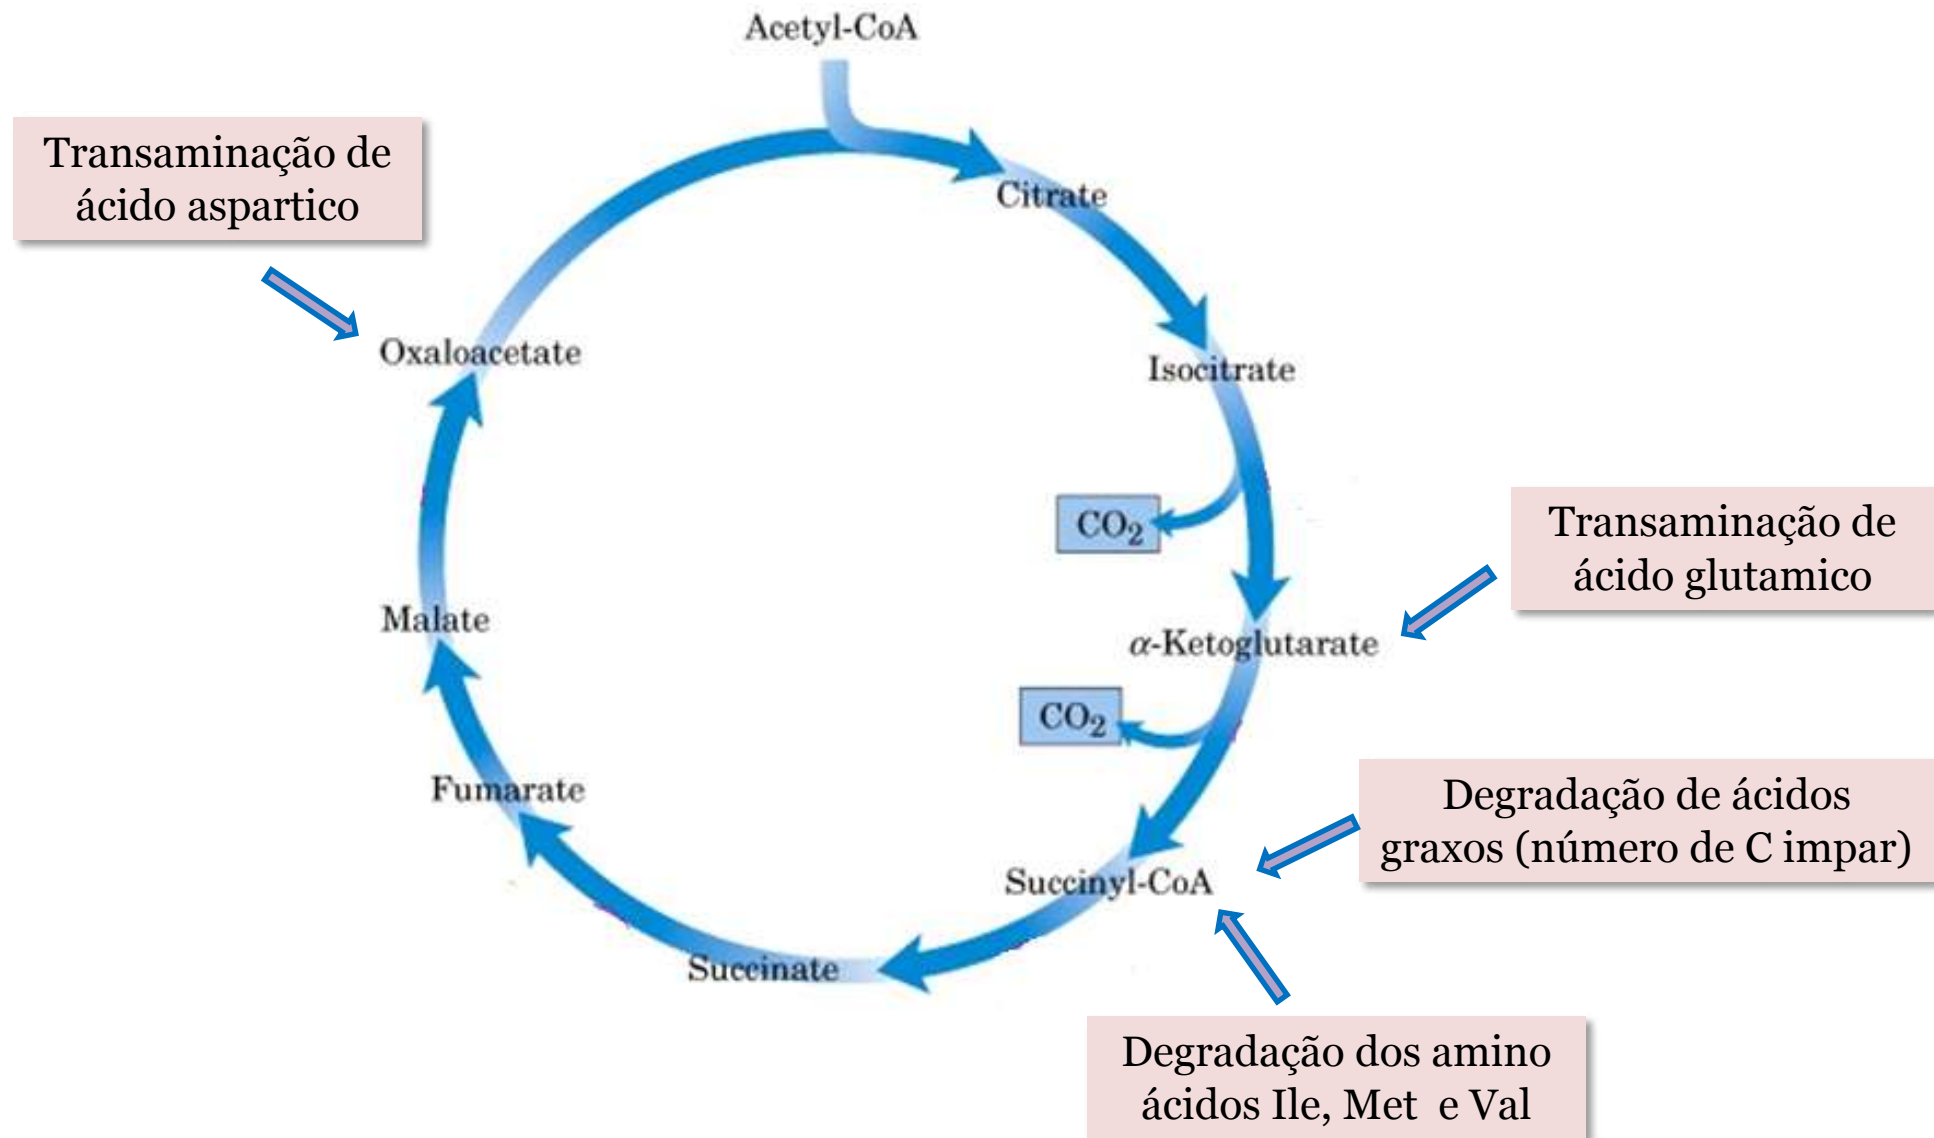 Acetyl-CoA
Transaminação de
ácido aspartico
Citrate
Oxaloacetate
Isocitrate
CO₂
Transaminação de
ácido glutamico
Malate
α-Ketoglutarate
CO₂
Fumarate
Degradação de ácidos
graxos (número de C impar)
Succinyl-CoA
Succinate
Degradação dos amino
ácidos Ile, Met e Val